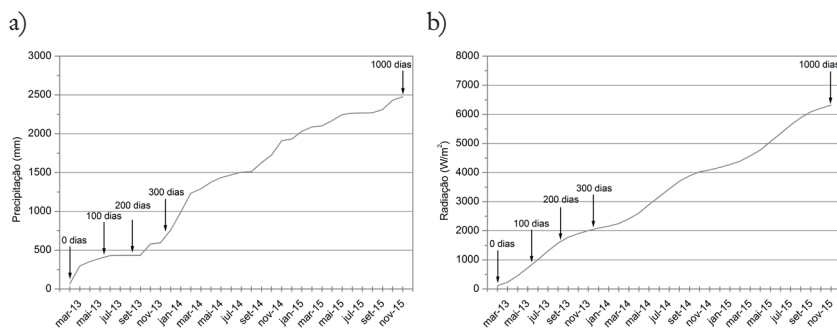 a)
Precipitação (mm)
3000
2500
2000
1500
1000
500
0
0 dias
100 dias
200 dias
300 dias
1000 dias
mar-13
mai-13
jul-13
set-13
nov-13
jan-14
mar-14
mai-14
jul-14
set-14
nov-14
jan-15
mar-15
mai-15
jul-15
set-15
nov-15
b)
Radiação (W/m²)
8000
7000
6000
5000
4000
3000
2000
1000
0
0 dias
100 dias
200 dias
300 dias
1000 dias
mar-13
mai-13
jul-13
set-13
nov-13
jan-14
mar-14
mai-14
jul-14
set-14
nov-14
jan-15
mar-15
mai-15
jul-15
set-15
nov-15